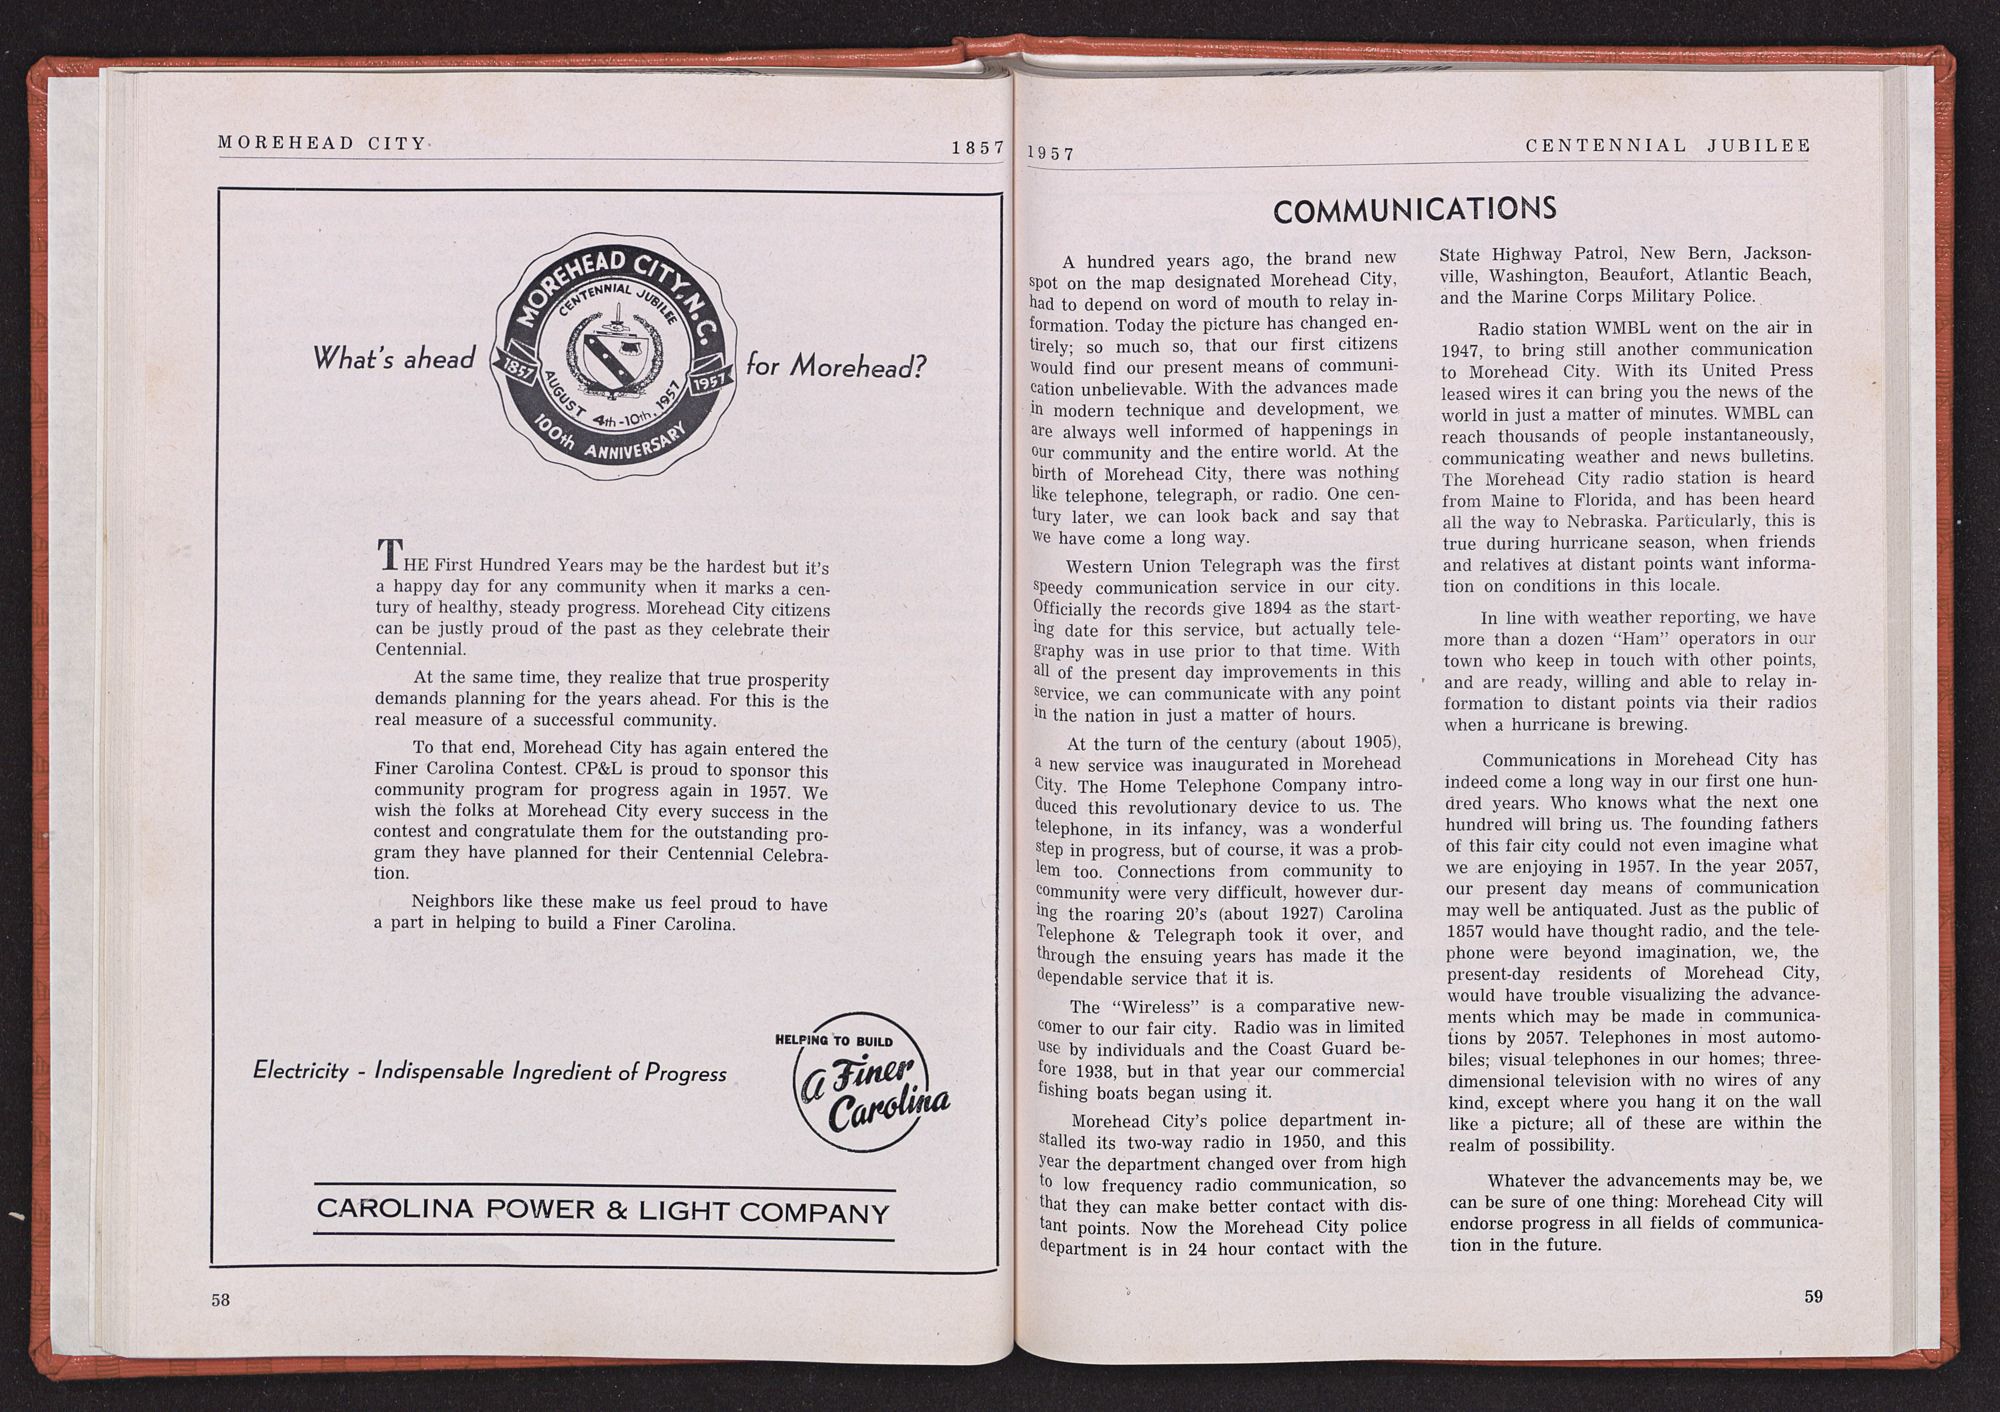 MOREHEAD CITY
1857
What's ahead
MOREHEAD CITY, N. C.
CENTENNIAL JUBILEE
1857
1957
AUGUST 4th-10th, 1957
100th ANNIVERSARY
for Morehead?
THE First Hundred Years may be the hardest but it's
a happy day for any community when it marks a cen-
tury of healthy, steady progress. Morehead City citizens
can be justly proud of the past as they celebrate their
Centennial.
At the same time, they realize that true prosperity
demands planning for the years ahead. For this is the
real measure of a successful community.
To that end, Morehead City has again entered the
Finer Carolina Contest. CP&L is proud to sponsor this
community program for progress again in 1957. We
wish the folks at Morehead City every success in the
contest and congratulate them for the outstanding pro-
gram they have planned for their Centennial Celebra-
tion.
Neighbors like these make us feel proud to have
a part in helping to build a Finer Carolina.
Electricity - Indispensable Ingredient of Progress
HELPING TO BUILD
a Finer
Carolina
CAROLINA POWER & LIGHT COMPANY
58
1957
CENTENNIAL JUBILEE
COMMUNICATIONS
A hundred years ago, the brand new
spot on the map designated Morehead City,
had to depend on word of mouth to relay in-
formation. Today the picture has changed en-
tirely; so much so, that our first citizens
would find our present means of communi-
cation unbelievable. With the advances made
in modern technique and development, we
are always well informed of happenings in
our community and the entire world. At the
birth of Morehead City, there was nothing
like telephone, telegraph, or radio. One cen-
tury later, we can look back and say that
we have come a long way.
Western Union Telegraph was the first
speedy communication service in our city.
Officially the records give 1894 as the start-
ing date for this service, but actually tele-
graphy was in use prior to that time. With
all of the present day improvements in this
service, we can communicate with any point
in the nation in just a matter of hours.
At the turn of the century (about 1905),
a new service was inaugurated in Morehead
City. The Home Telephone Company intro-
duced this revolutionary device to us. The
telephone, in its infancy, was a wonderful
step in progress, but of course, it was a prob-
lem too. Connections from community to
community were very difficult, however dur-
ing the roaring 20's (about 1927) Carolina
Telephone & Telegraph took it over, and
through the ensuing years has made it the
dependable service that it is.
The "Wireless" is a comparative new-
comer to our fair city. Radio was in limited
use by individuals and the Coast Guard be-
fore 1938, but in that year our commercial
fishing boats began using it.
Morehead City's police department in-
stalled its two-way radio in 1950, and this
year the department changed over from high
to low frequency radio communication, so
that they can make better contact with dis-
tant points. Now the Morehead City police
department is in 24 hour contact with the
State Highway Patrol, New Bern, Jackson-
ville, Washington, Beaufort, Atlantic Beach,
and the Marine Corps Military Police.
Radio station WMBL went on the air in
1947, to bring still another communication
to Morehead City. With its United Press
leased wires it can bring you the news of the
world in just a matter of minutes. WMBL can
reach thousands of people instantaneously,
communicating weather and news bulletins.
The Morehead City radio station is heard
from Maine to Florida, and has been heard
all the way to Nebraska. Particularly, this is
true during hurricane season, when friends
and relatives at distant points want informa-
tion on conditions in this locale.
In line with weather reporting, we have
more than a dozen "Ham" operators in our
town who keep in touch with other points,
and are ready, willing and able to relay in-
formation to distant points via their radios
when a hurricane is brewing.
Communications in Morehead City has
indeed come a long way in our first one hun-
dred years. Who knows what the next one
hundred will bring us. The founding fathers
of this fair city could not even imagine what
we are enjoying in 1957. In the year 2057,
our present day means of communication
may well be antiquated. Just as the public of
1857 would have thought radio, and the tele-
phone were beyond imagination, we, the
present-day residents of Morehead City,
would have trouble visualizing the advance-
ments which may be made in communica-
tions by 2057. Telephones in most automo-
biles; visual telephones in our homes; three-
dimensional television with no wires of any
kind, except where you hang it on the wall
like a picture; all of these are within the
realm of possibility.
Whatever the advancements may be, we
can be sure of one thing: Morehead City will
endorse progress in all fields of communica-
tion in the future.
59